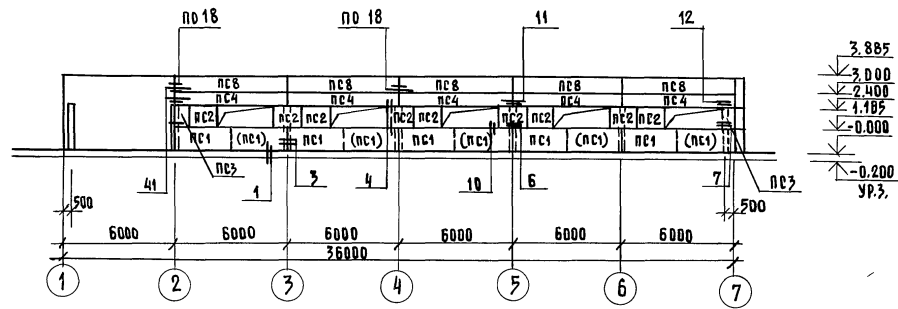 ПО 18 ПО 18 11 12
3.885
3.000
2.400
1.185
-0.000
-0.200
УР.З.
ПС8 ПС8 ПС8 ПС8 ПС8
ПС4 ПС4 ПС4 ПС4 ПС4
ПС2 ПС2 ПС2 ПС2 ПС2 ПС2 ПС2 ПС2 ПС2
ПС1 (ПС1) ПС1 (ПС1) ПС1 (ПС1) ПС1 (ПС1) ПС1 (ПС1)
41 ПС3 1 3 4 10 6 7 ПС3
500 500
6000 6000 6000 6000 6000 6000
36000
1 2 3 4 5 6 7